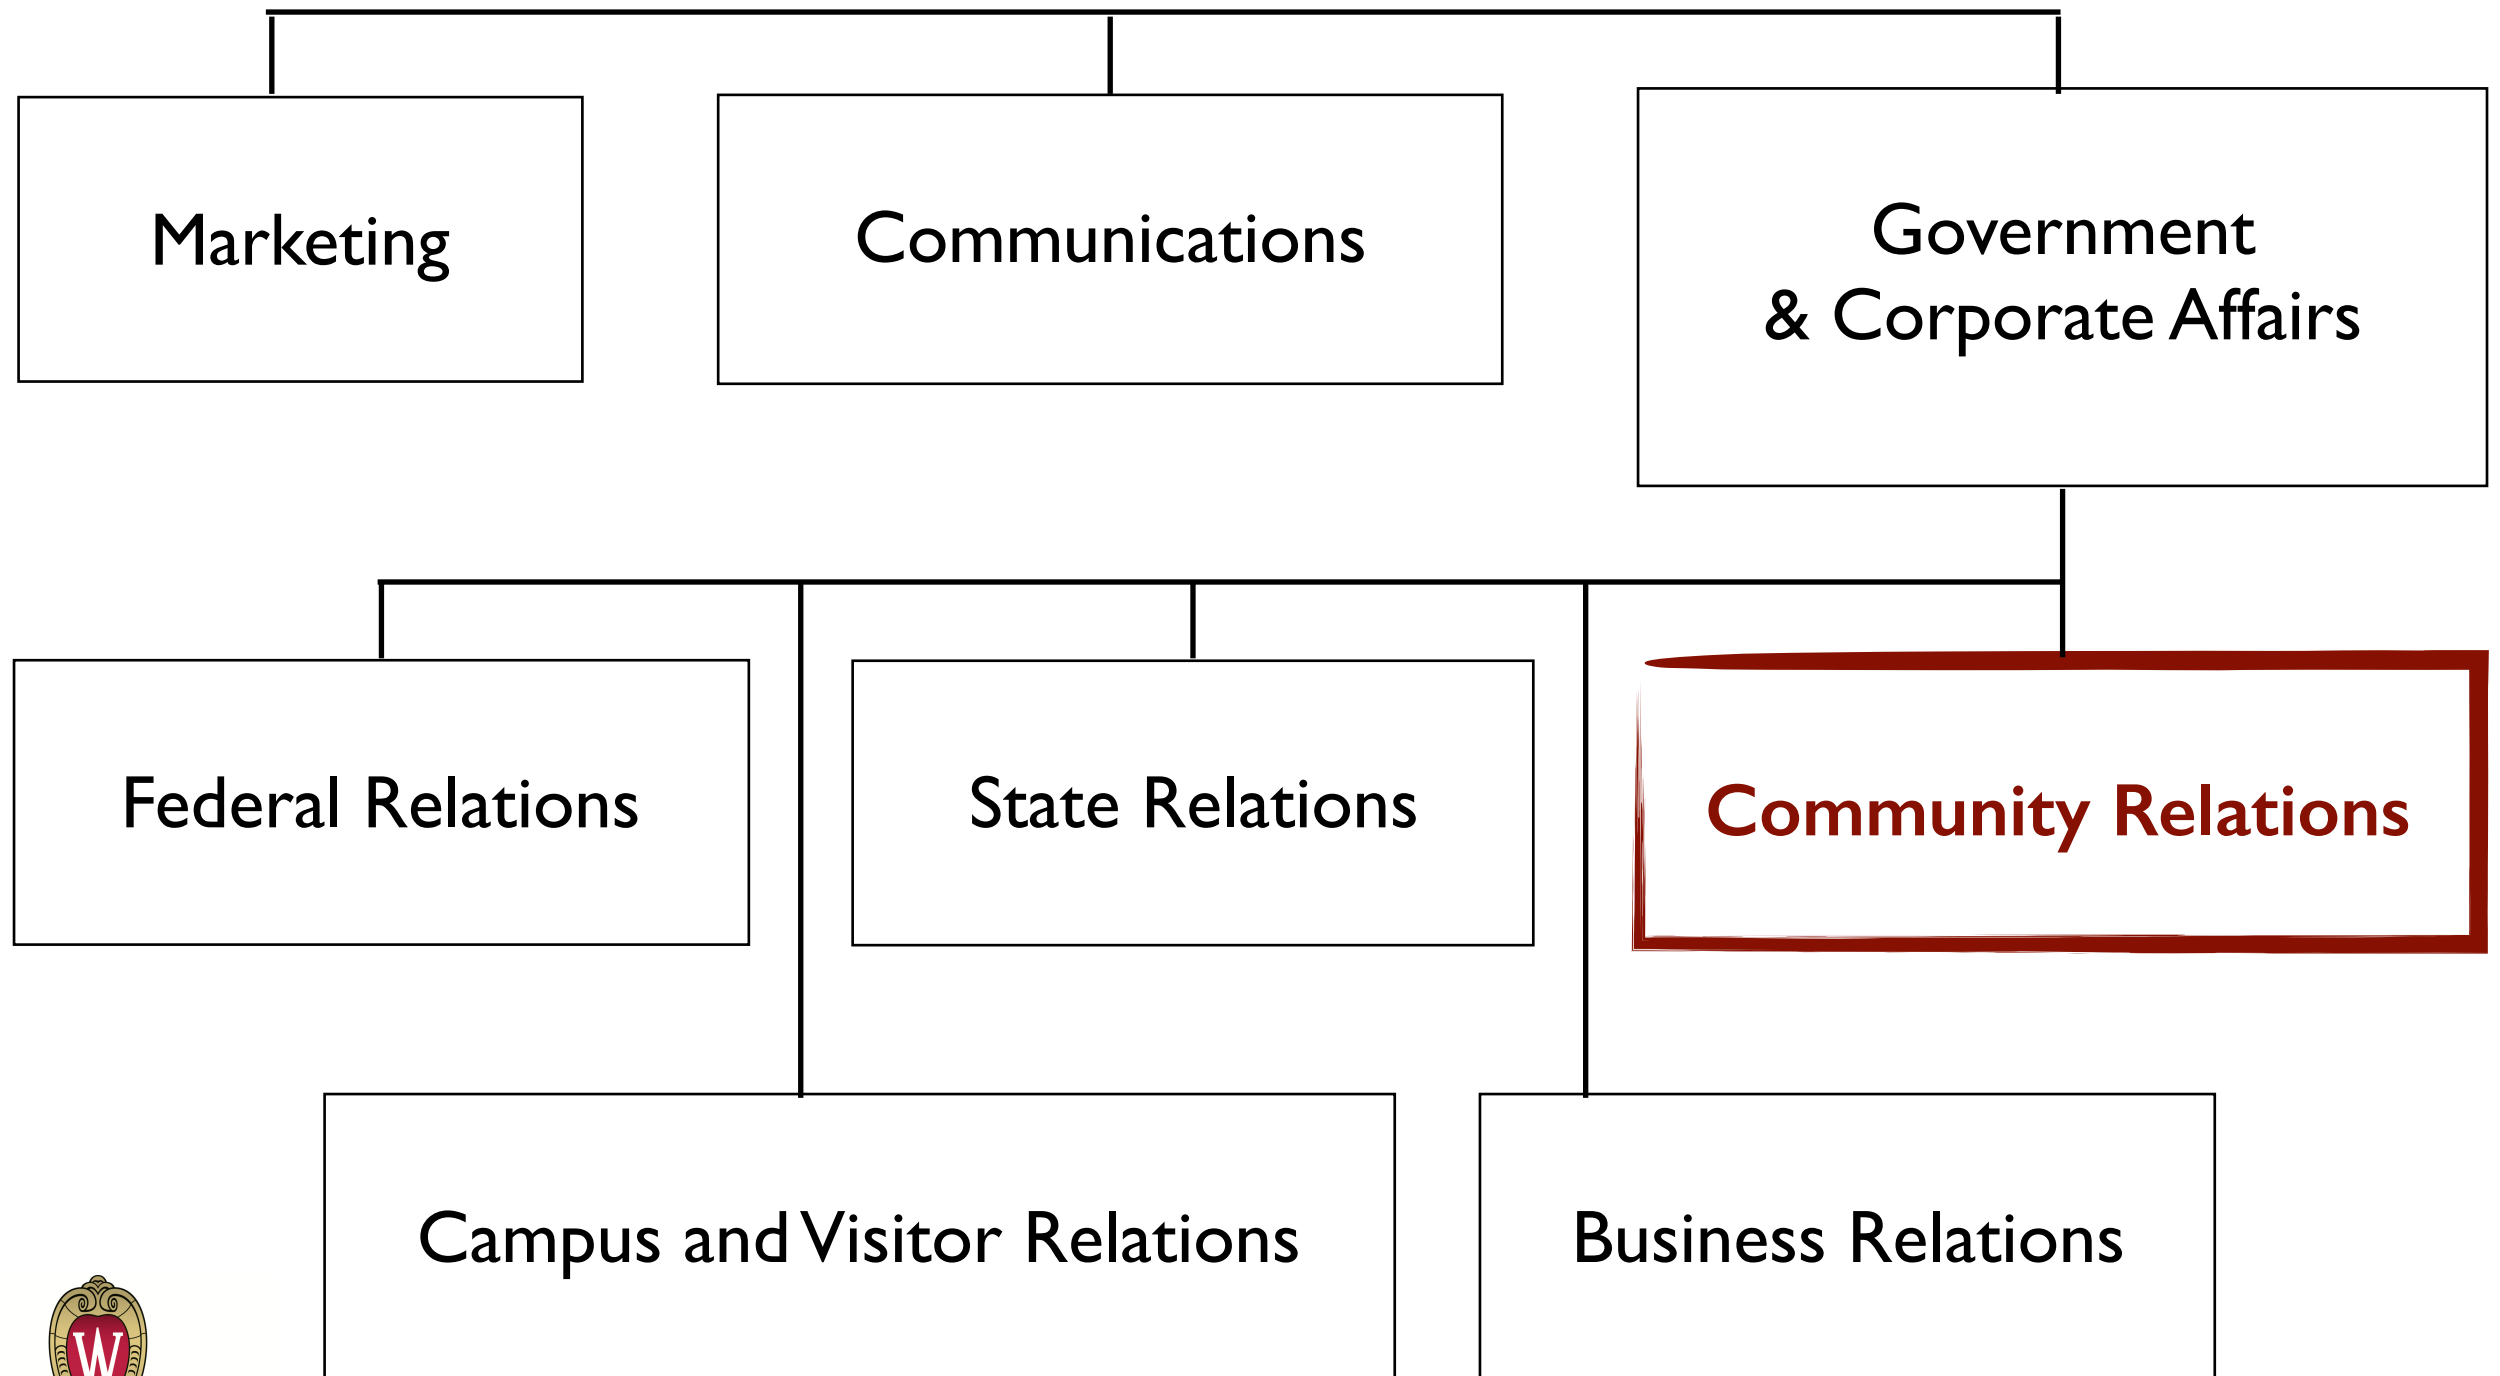 Marketing
Communications
Government
& Corporate Affairs
Federal Relations
State Relations
Community Relations
Campus and Visitor Relations
Business Relations
W